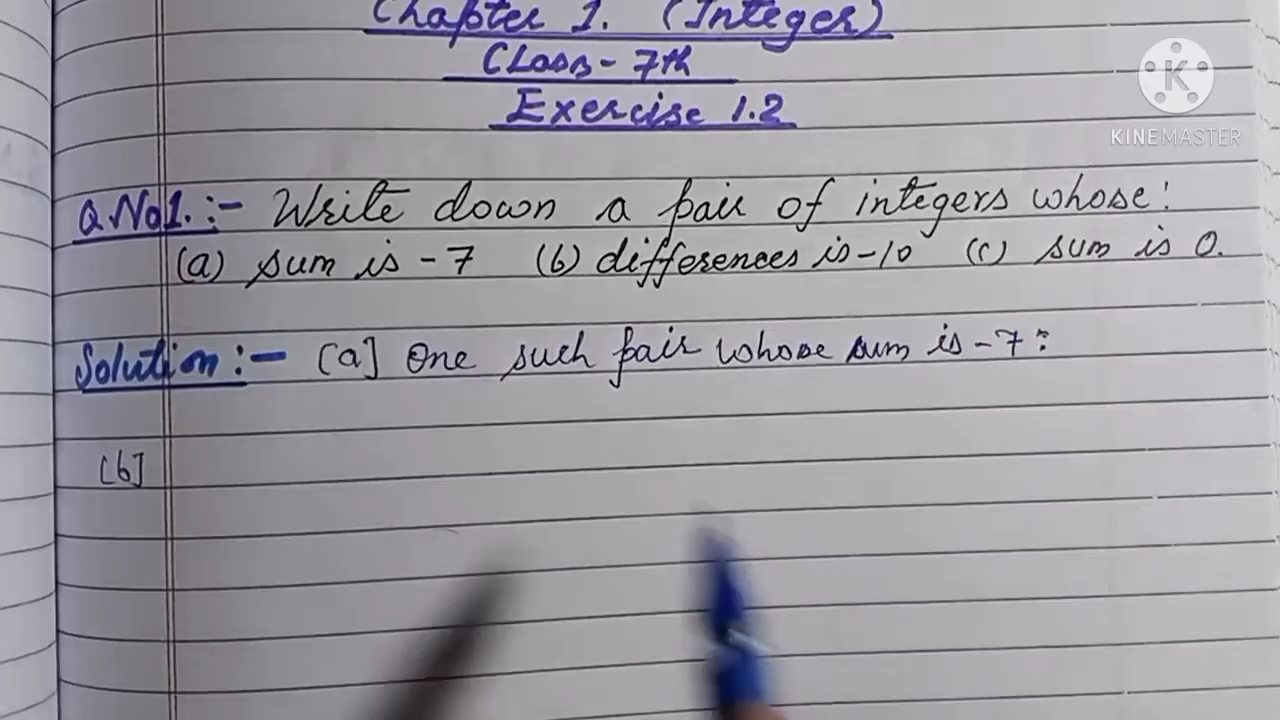 Chapter 1. (Integer)
Class - 7th
Exercise 1.2
KINEMASTER
Q.No1. :- Write down a pair of integers whose:
(a) sum is -7 (b) differences is -10 (c) sum is 0.
Solution :- [a] One such pair whose sum is -7:
[b]